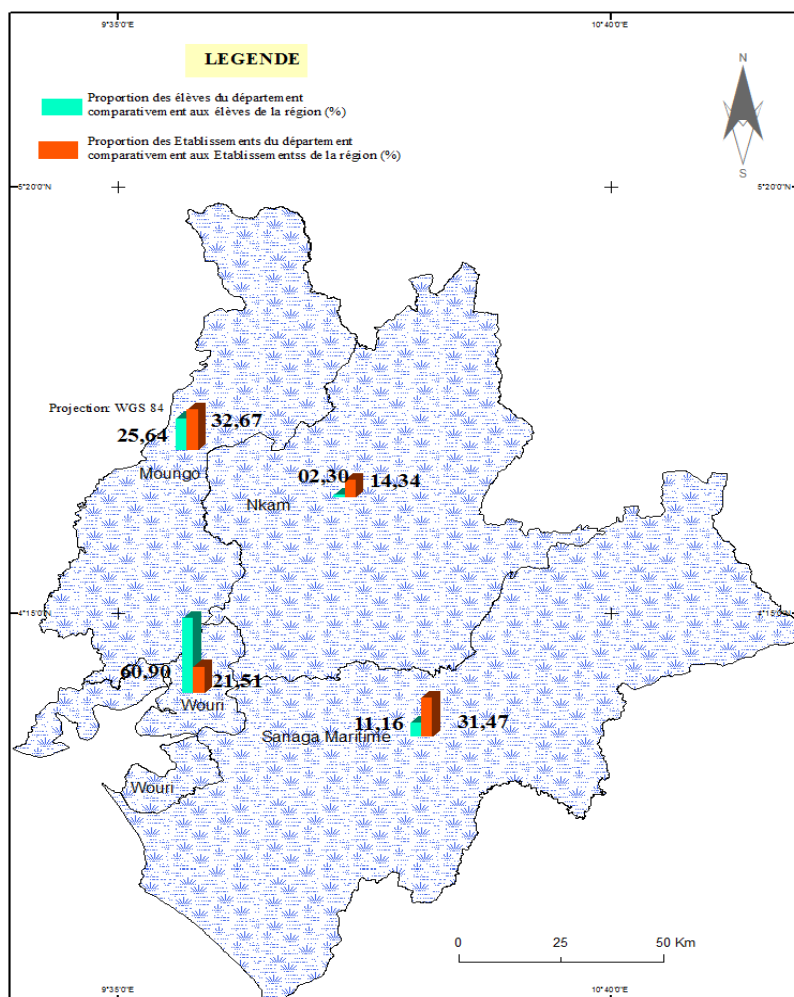 9°35'0"E
10°40'0"E
LEGENDE
Proportion des élèves du département
comparativement aux élèves de la région (%)
Proportion des Etablissements du département
comparativement aux Etablissementss de la région (%)
N
S
5°20'0"N
5°20'0"N
Projection: WGS 84
25,64
32,67
Moungo
02,30
14,34
Nkam
4°15'0"N
4°15'0"N
60,90
21,51
Wouri
11,16
31,47
Sanaga Maritime
Wouri
0
25
50 Km
9°35'0"E
10°40'0"E